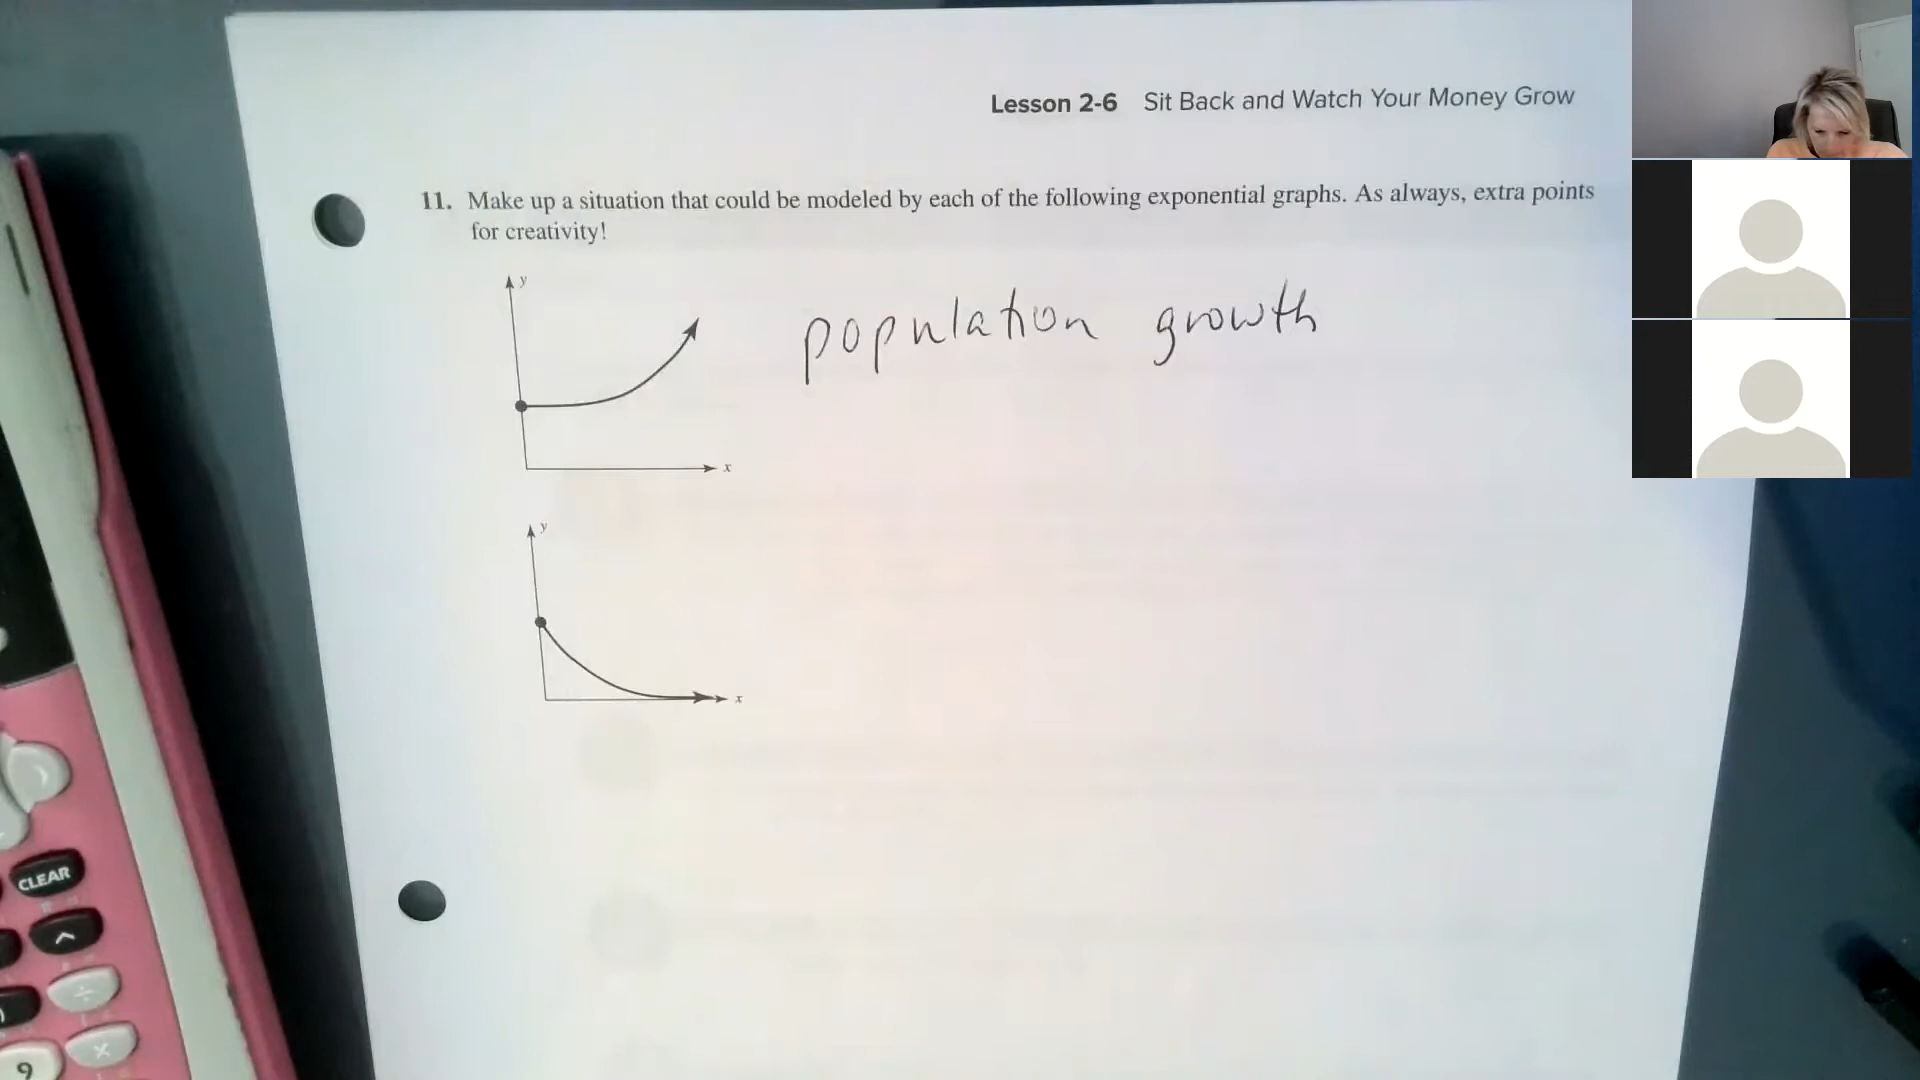 Lesson 2-6 Sit Back and Watch Your Money Grow
11. Make up a situation that could be modeled by each of the following exponential graphs. As always, extra points
for creativity!
y
population growth
x
y
x
CLEAR
^
÷
×
9